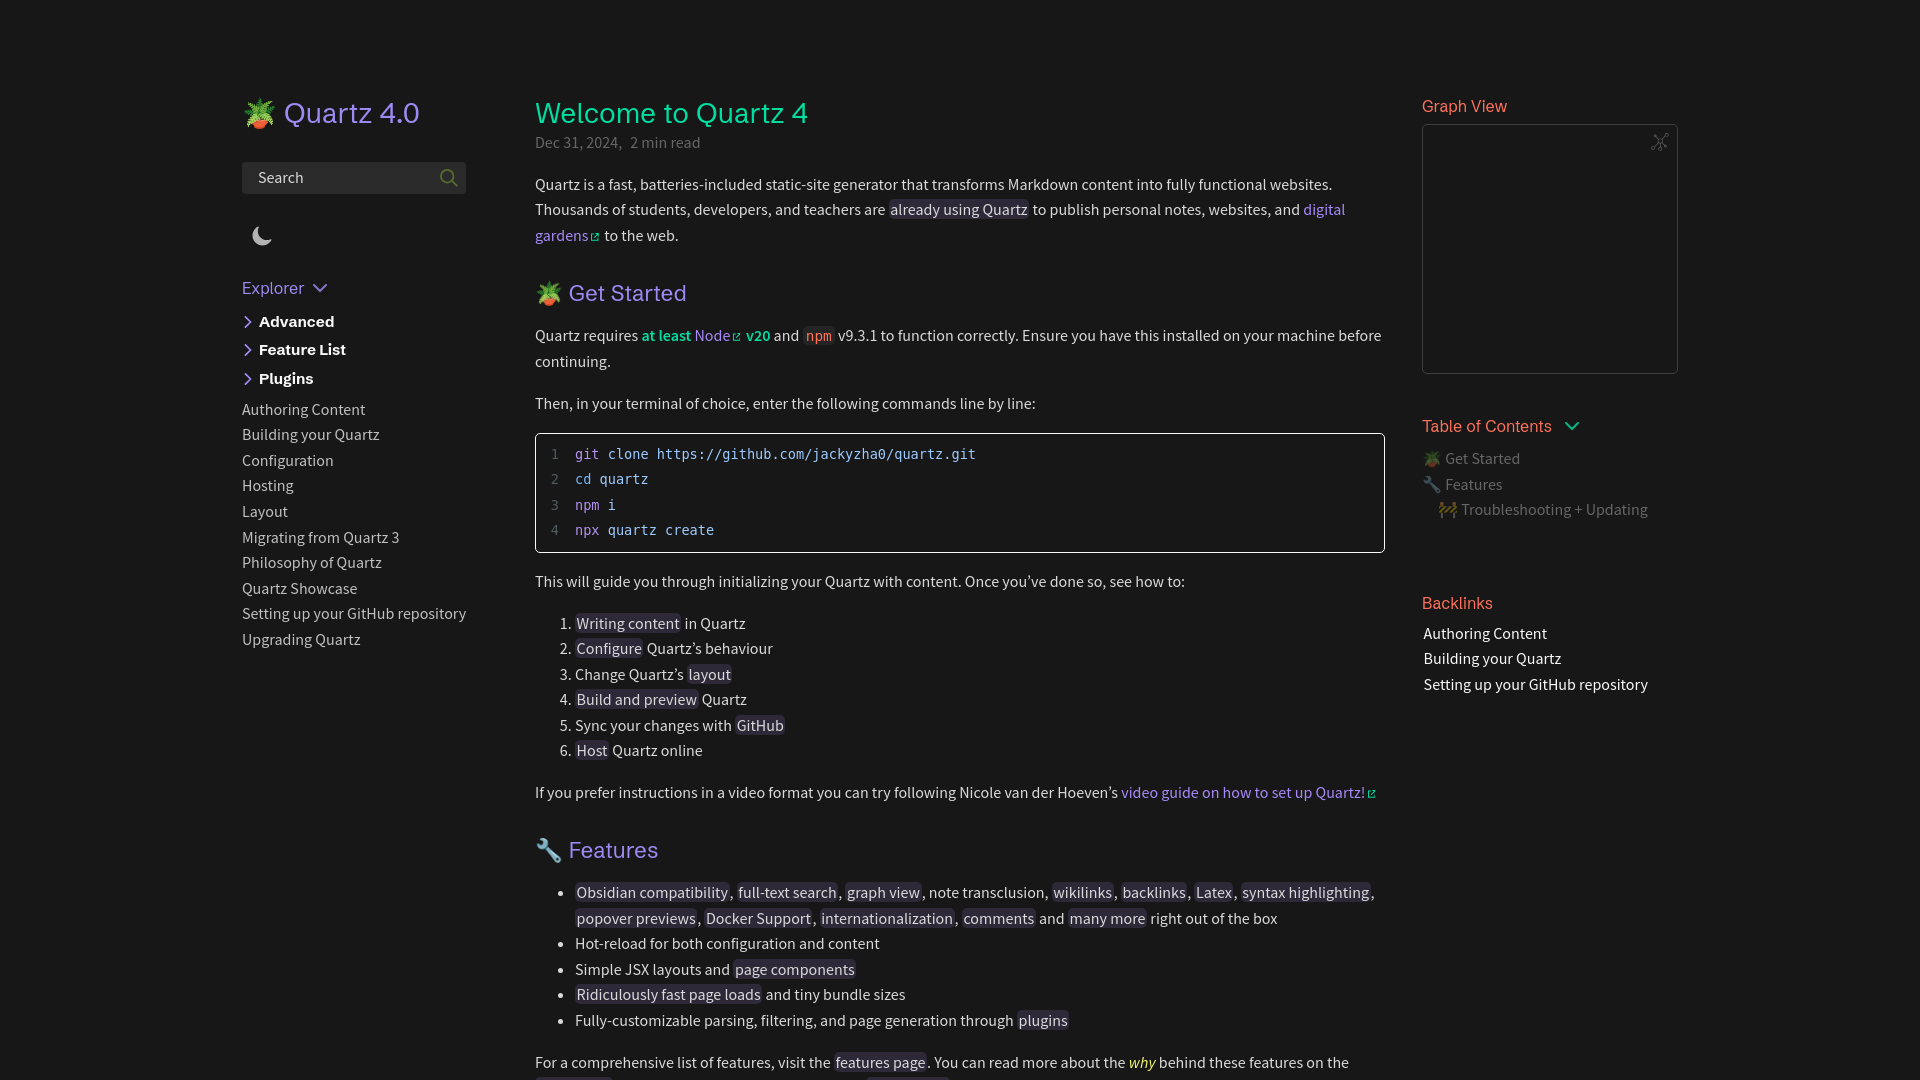 🪴 Quartz 4.0
Search
Explorer
Advanced
Feature List
Plugins
Authoring Content
Building your Quartz
Configuration
Hosting
Layout
Migrating from Quartz 3
Philosophy of Quartz
Quartz Showcase
Setting up your GitHub repository
Upgrading Quartz
Welcome to Quartz 4
Dec 31, 2024, 2 min read
Quartz is a fast, batteries-included static-site generator that transforms Markdown content into fully functional websites.
Thousands of students, developers, and teachers are already using Quartz to publish personal notes, websites, and digital
gardens to the web.
🪴 Get Started
Quartz requires at least Node v20 and npm v9.3.1 to function correctly. Ensure you have this installed on your machine before
continuing.
Then, in your terminal of choice, enter the following commands line by line:
1 git clone https://github.com/jackyzha0/quartz.git
2 cd quartz
3 npm i
4 npx quartz create
This will guide you through initializing your Quartz with content. Once you’ve done so, see how to:
1. Writing content in Quartz
2. Configure Quartz’s behaviour
3. Change Quartz’s layout
4. Build and preview Quartz
5. Sync your changes with GitHub
6. Host Quartz online
If you prefer instructions in a video format you can try following Nicole van der Hoeven’s video guide on how to set up Quartz!
🔧 Features
• Obsidian compatibility, full-text search, graph view, note transclusion, wikilinks, backlinks, Latex, syntax highlighting,
popover previews, Docker Support, internationalization, comments and many more right out of the box
• Hot-reload for both configuration and content
• Simple JSX layouts and page components
• Ridiculously fast page loads and tiny bundle sizes
• Fully-customizable parsing, filtering, and page generation through plugins
For a comprehensive list of features, visit the features page. You can read more about the why behind these features on the
Graph View
Table of Contents
🪴 Get Started
🔧 Features
🚧 Troubleshooting + Updating
Backlinks
Authoring Content
Building your Quartz
Setting up your GitHub repository